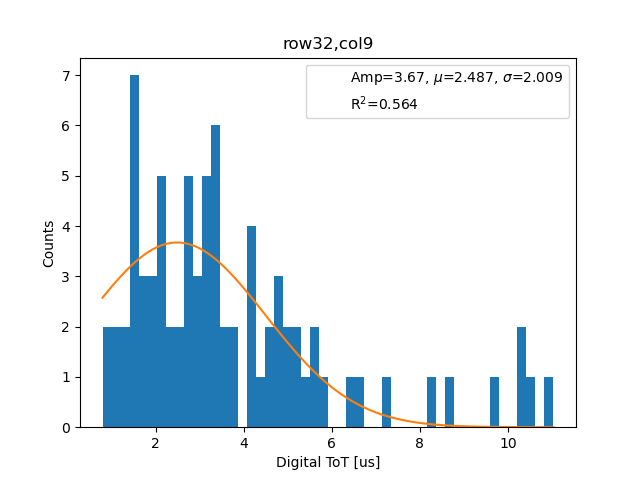 row32,col9
Amp=3.67, μ=2.487, σ=2.009
R²=0.564
7
6
5
4
3
2
1
0
Counts
2 4 6 8 10
Digital ToT [us]